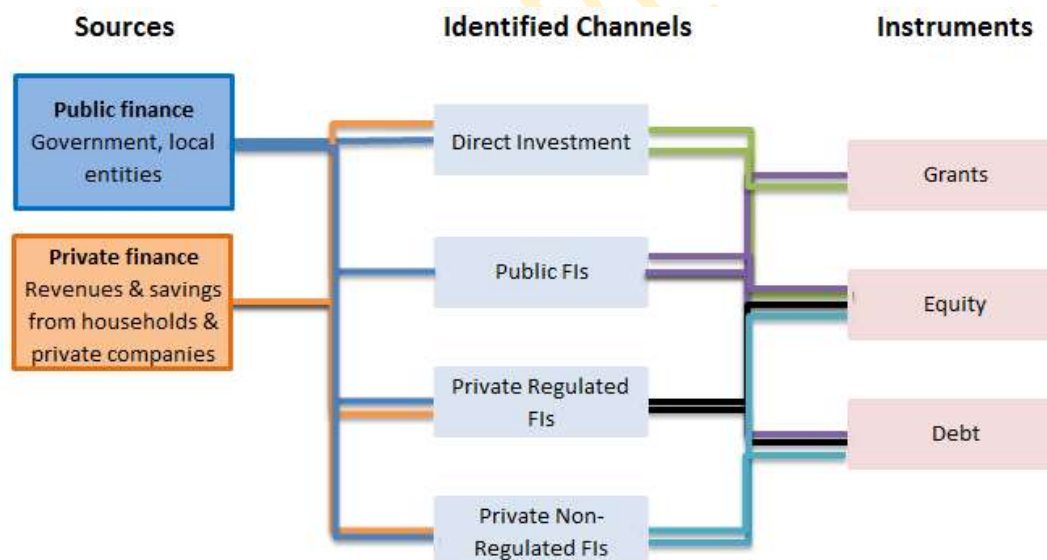 Sources
Identified Channels
Instruments
Public finance
Government, local
entities
Private finance
Revenues & savings
from households &
private companies
Direct Investment
Public FIs
Private Regulated
FIs
Private Non-
Regulated FIs
Grants
Equity
Debt